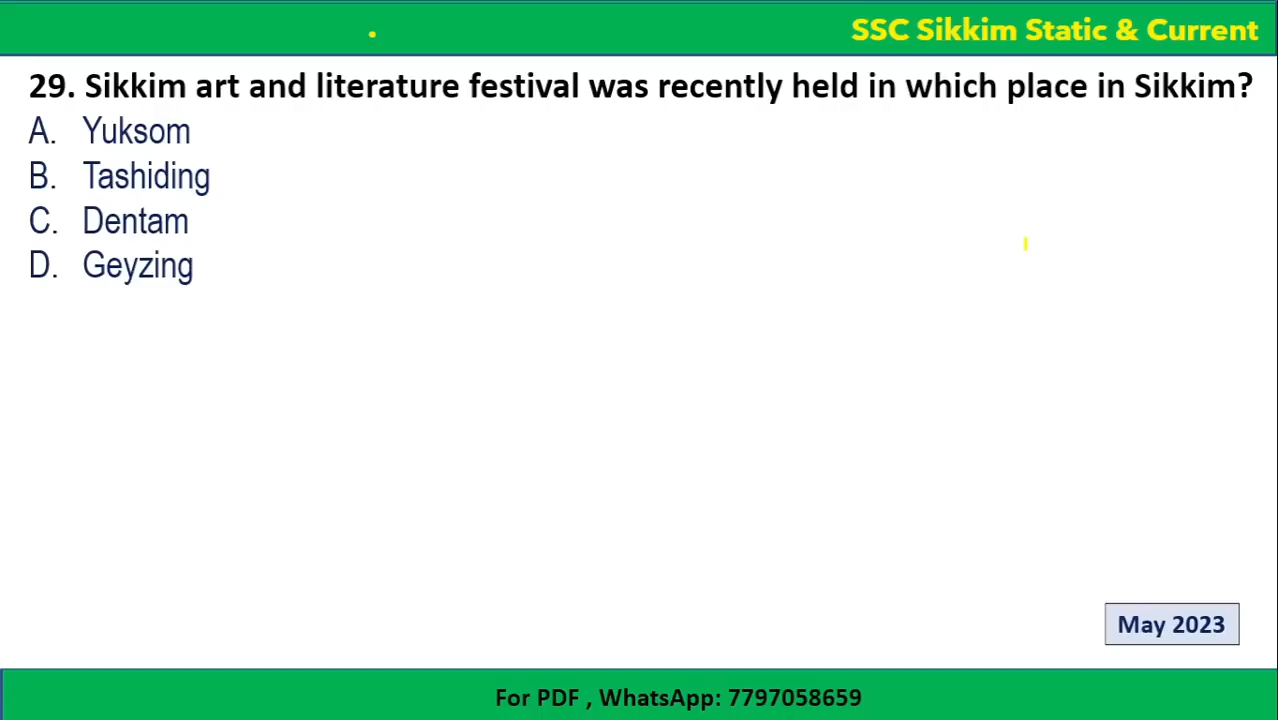 SSC Sikkim Static & Current
29. Sikkim art and literature festival was recently held in which place in Sikkim?
A. Yuksom
B. Tashiding
C. Dentam
D. Geyzing
May 2023
For PDF , WhatsApp: 7797058659